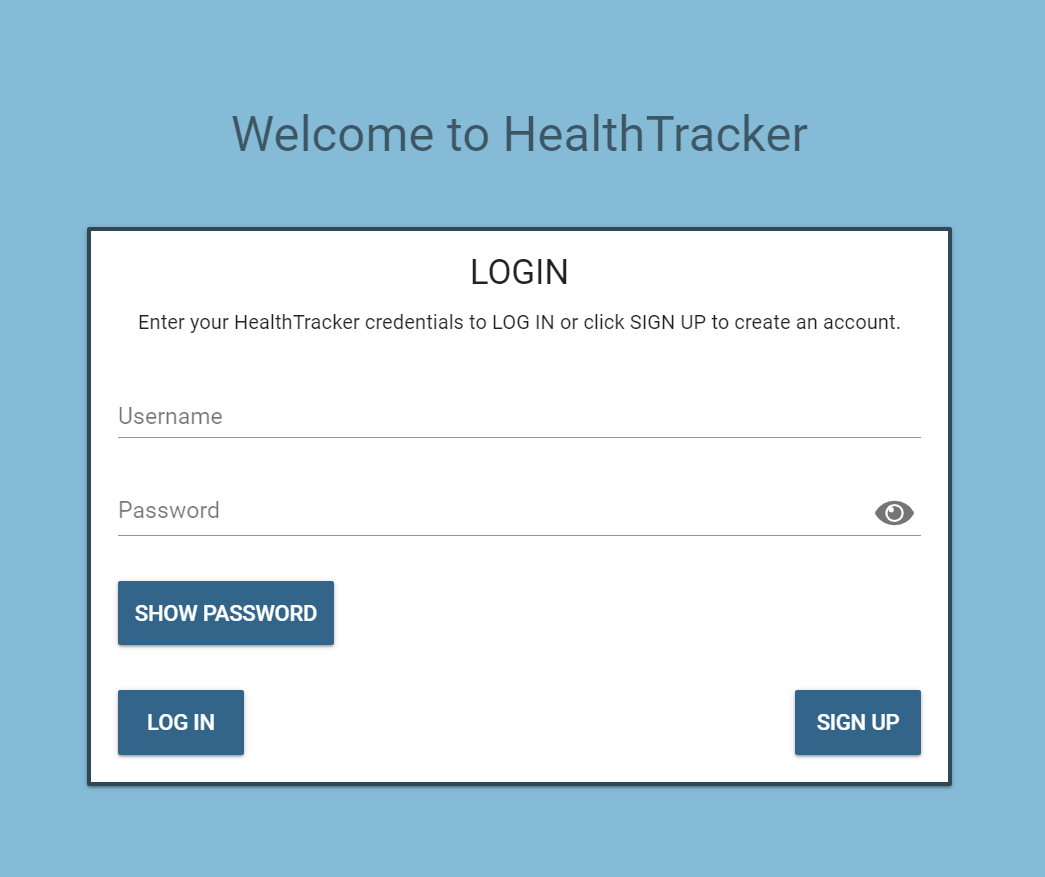 Welcome to HealthTracker
LOGIN
Enter your HealthTracker credentials to LOG IN or click SIGN UP to create an account.
Username
Password
SHOW PASSWORD
LOG IN
SIGN UP